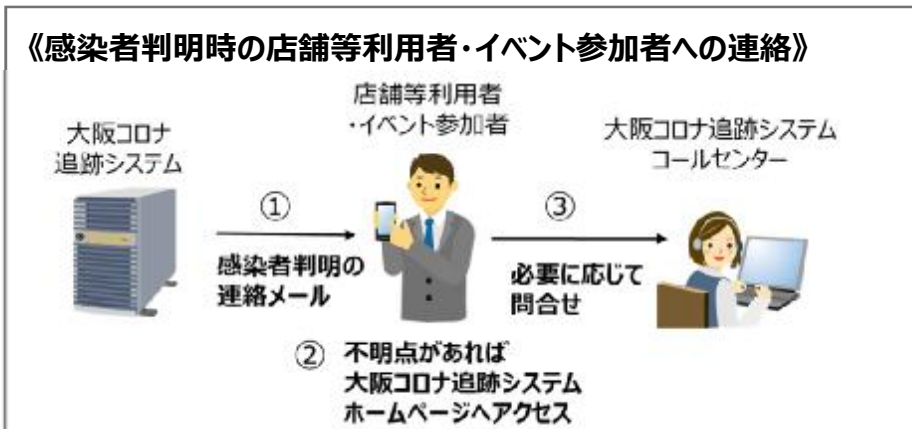 《感染者判明時の店舗等利用者・イベント参加者への連絡》
大阪コロナ
追跡システム
店舗等利用者
・イベント参加者
大阪コロナ追跡システム
コールセンター
①
感染者判明の
連絡メール
③
必要に応じて
問合せ
② 不明点があれば
大阪コロナ追跡システム
ホームページへアクセス